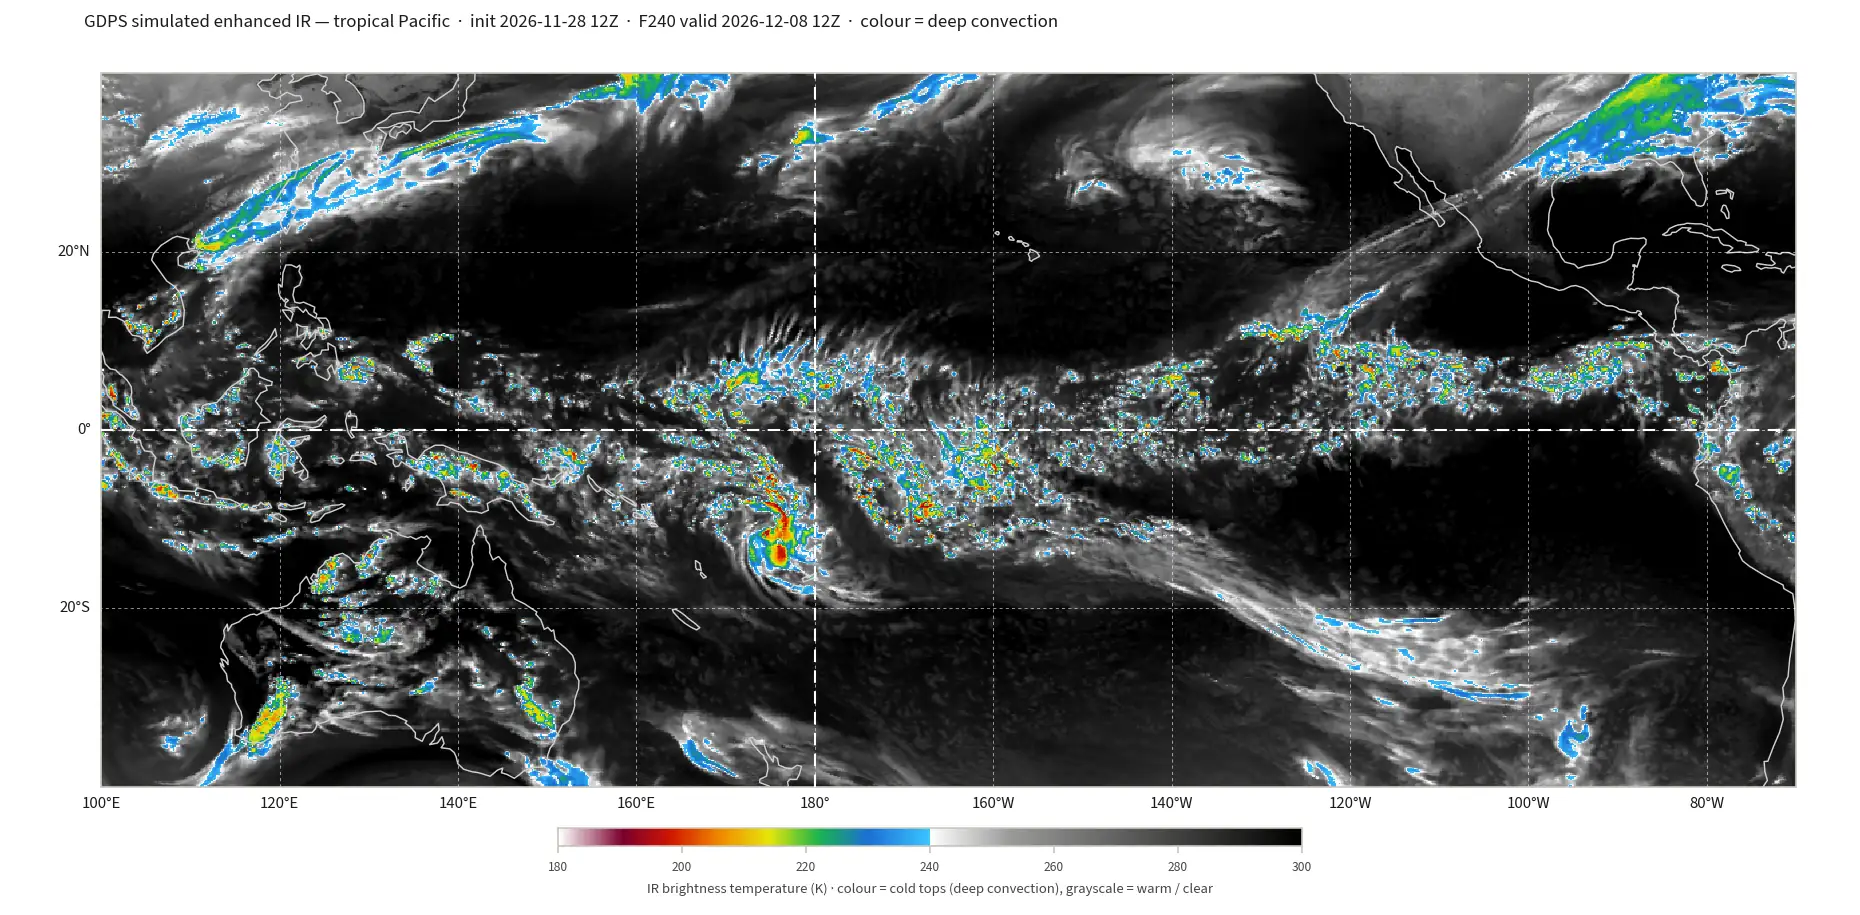 GDPS simulated enhanced IR — tropical Pacific · init 2026-11-28 12Z · F240 valid 2026-12-08 12Z · colour = deep convection
20°N
0°
20°S
100°E 120°E 140°E 160°E 180° 160°W 140°W 120°W 100°W 80°W
180 200 220 240 260 280 300
IR brightness temperature (K) · colour = cold tops (deep convection), grayscale = warm / clear